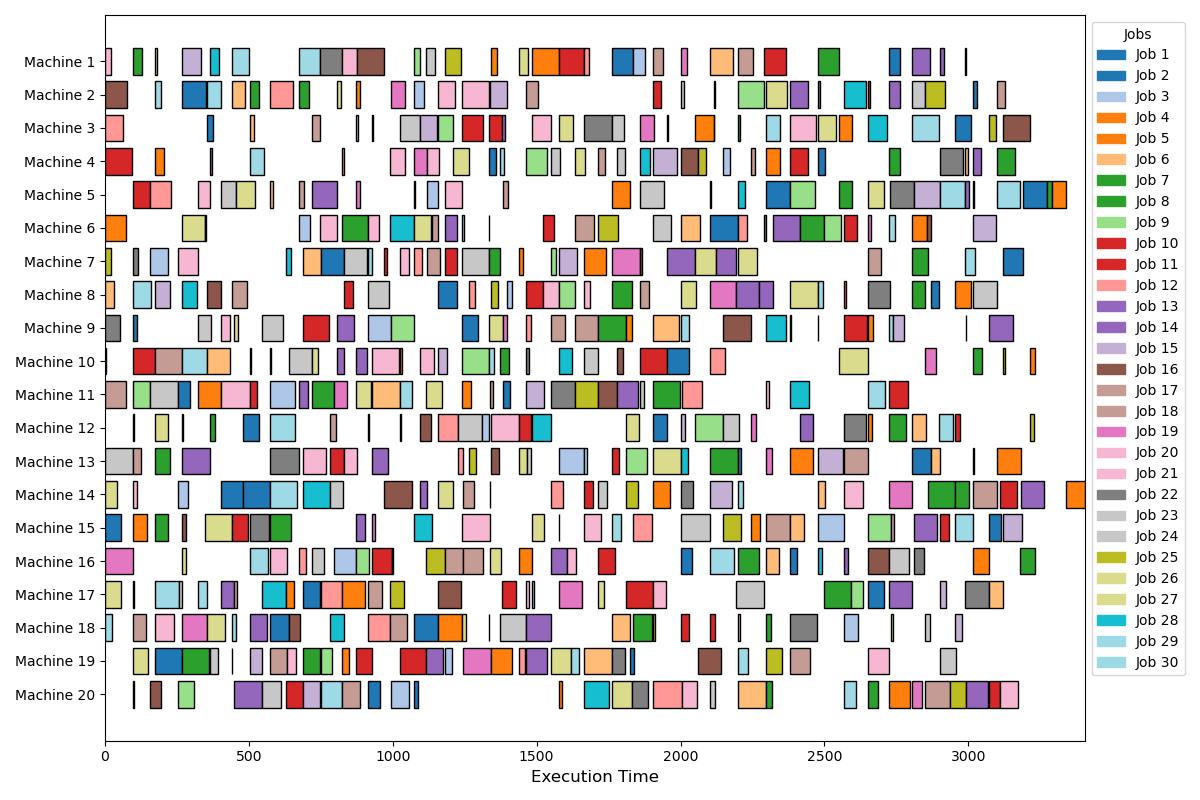 Machine 1
Machine 2
Machine 3
Machine 4
Machine 5
Machine 6
Machine 7
Machine 8
Machine 9
Machine 10
Machine 11
Machine 12
Machine 13
Machine 14
Machine 15
Machine 16
Machine 17
Machine 18
Machine 19
Machine 20
0 500 1000 1500 2000 2500 3000
Execution Time
Jobs
Job 1
Job 2
Job 3
Job 4
Job 5
Job 6
Job 7
Job 8
Job 9
Job 10
Job 11
Job 12
Job 13
Job 14
Job 15
Job 16
Job 17
Job 18
Job 19
Job 20
Job 21
Job 22
Job 23
Job 24
Job 25
Job 26
Job 27
Job 28
Job 29
Job 30